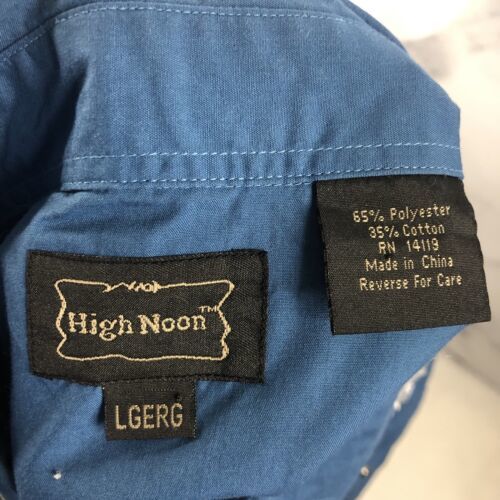 High Noon™
LGERG
65% Polyester
35% Cotton
RN 14119
Made in China
Reverse For Care